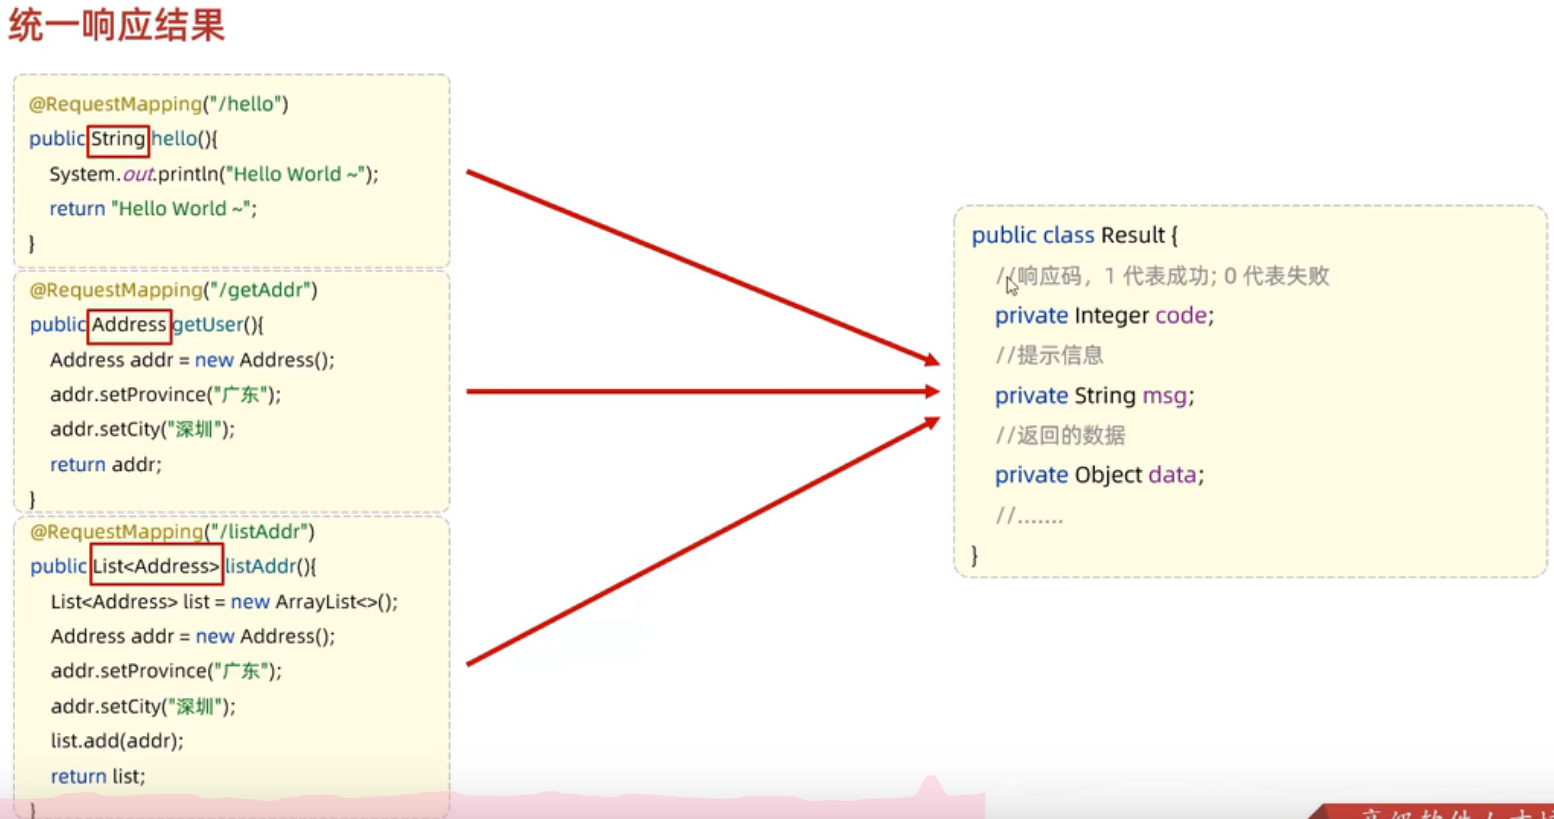 统一响应结果
@RequestMapping("/hello")
public String hello(){
System.out.println("Hello World ~");
return "Hello World ~";
}
@RequestMapping("/getAddr")
public Address getUser(){
Address addr = new Address();
addr.setProvince("广东");
addr.setCity("深圳");
return addr;
}
@RequestMapping("/listAddr")
public List<Address> listAddr(){
List<Address> list = new ArrayList<>();
Address addr = new Address();
addr.setProvince("广东");
addr.setCity("深圳");
list.add(addr);
return list;
}
public class Result {
//响应码，1 代表成功; 0 代表失败
private Integer code;
//提示信息
private String msg;
//返回的数据
private Object data;
//.......
}